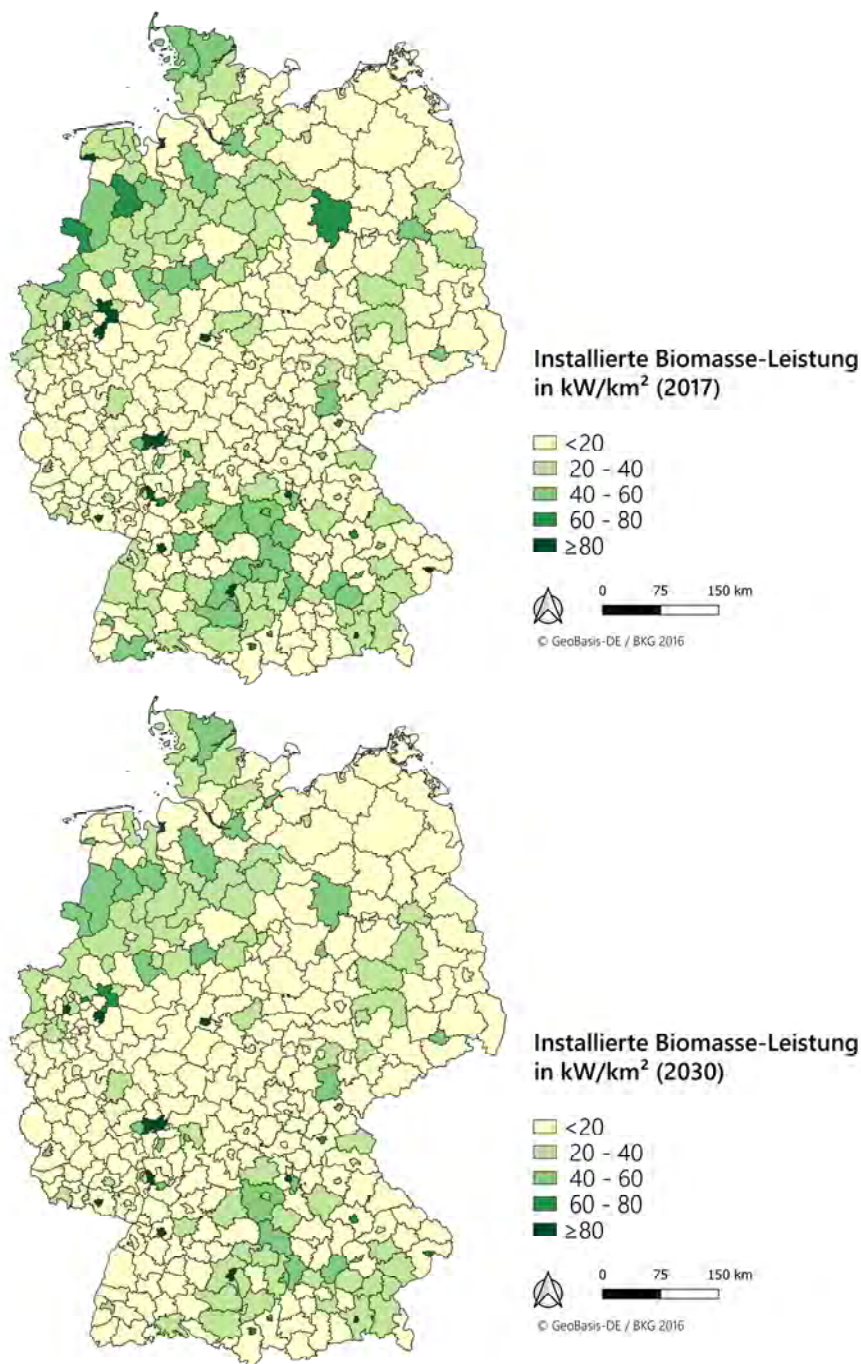 Installierte Biomasse-Leistung
in kW/km² (2017)
<20
20 - 40
40 - 60
60 - 80
≥80
0 75 150 km
© GeoBasis-DE / BKG 2016
Installierte Biomasse-Leistung
in kW/km² (2030)
<20
20 - 40
40 - 60
60 - 80
≥80
0 75 150 km
© GeoBasis-DE / BKG 2016